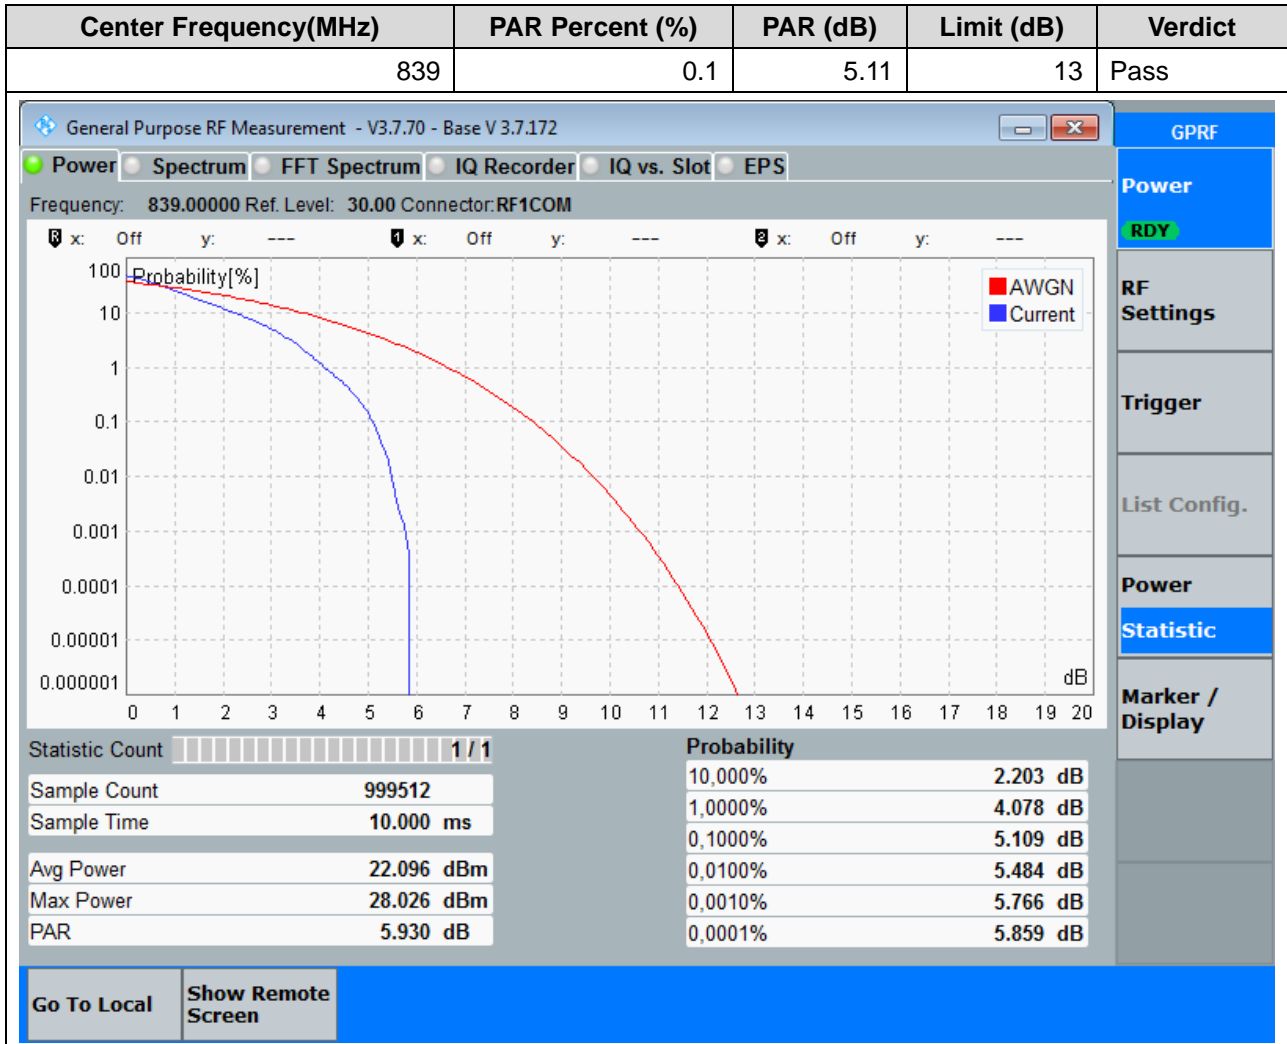 Center Frequency(MHz) PAR Percent (%) PAR (dB) Limit (dB) Verdict
839 0.1 5.11 13 Pass
General Purpose RF Measurement - V3.7.70 - Base V 3.7.172
GPRF
Power Spectrum FFT Spectrum IQ Recorder IQ vs. Slot EPS
Power
RDY
Frequency: 839.00000 Ref. Level: 30.00 Connector:RF1COM
R x: Off y: --- 1 x: Off y: --- 2 x: Off y: ---
Probability[%]
AWGN
Current
100
10
1
0.1
0.01
0.001
0.0001
0.00001
0.000001
dB
0 1 2 3 4 5 6 7 8 9 10 11 12 13 14 15 16 17 18 19 20
RF
Settings
Trigger
List Config.
Power
Statistic
Marker /
Display
Statistic Count 1 / 1
Sample Count 999512
Sample Time 10.000 ms
Avg Power 22.096 dBm
Max Power 28.026 dBm
PAR 5.930 dB
Probability
10,000% 2.203 dB
1,0000% 4.078 dB
0,1000% 5.109 dB
0,0100% 5.484 dB
0,0010% 5.766 dB
0,0001% 5.859 dB
Go To Local
Show Remote
Screen